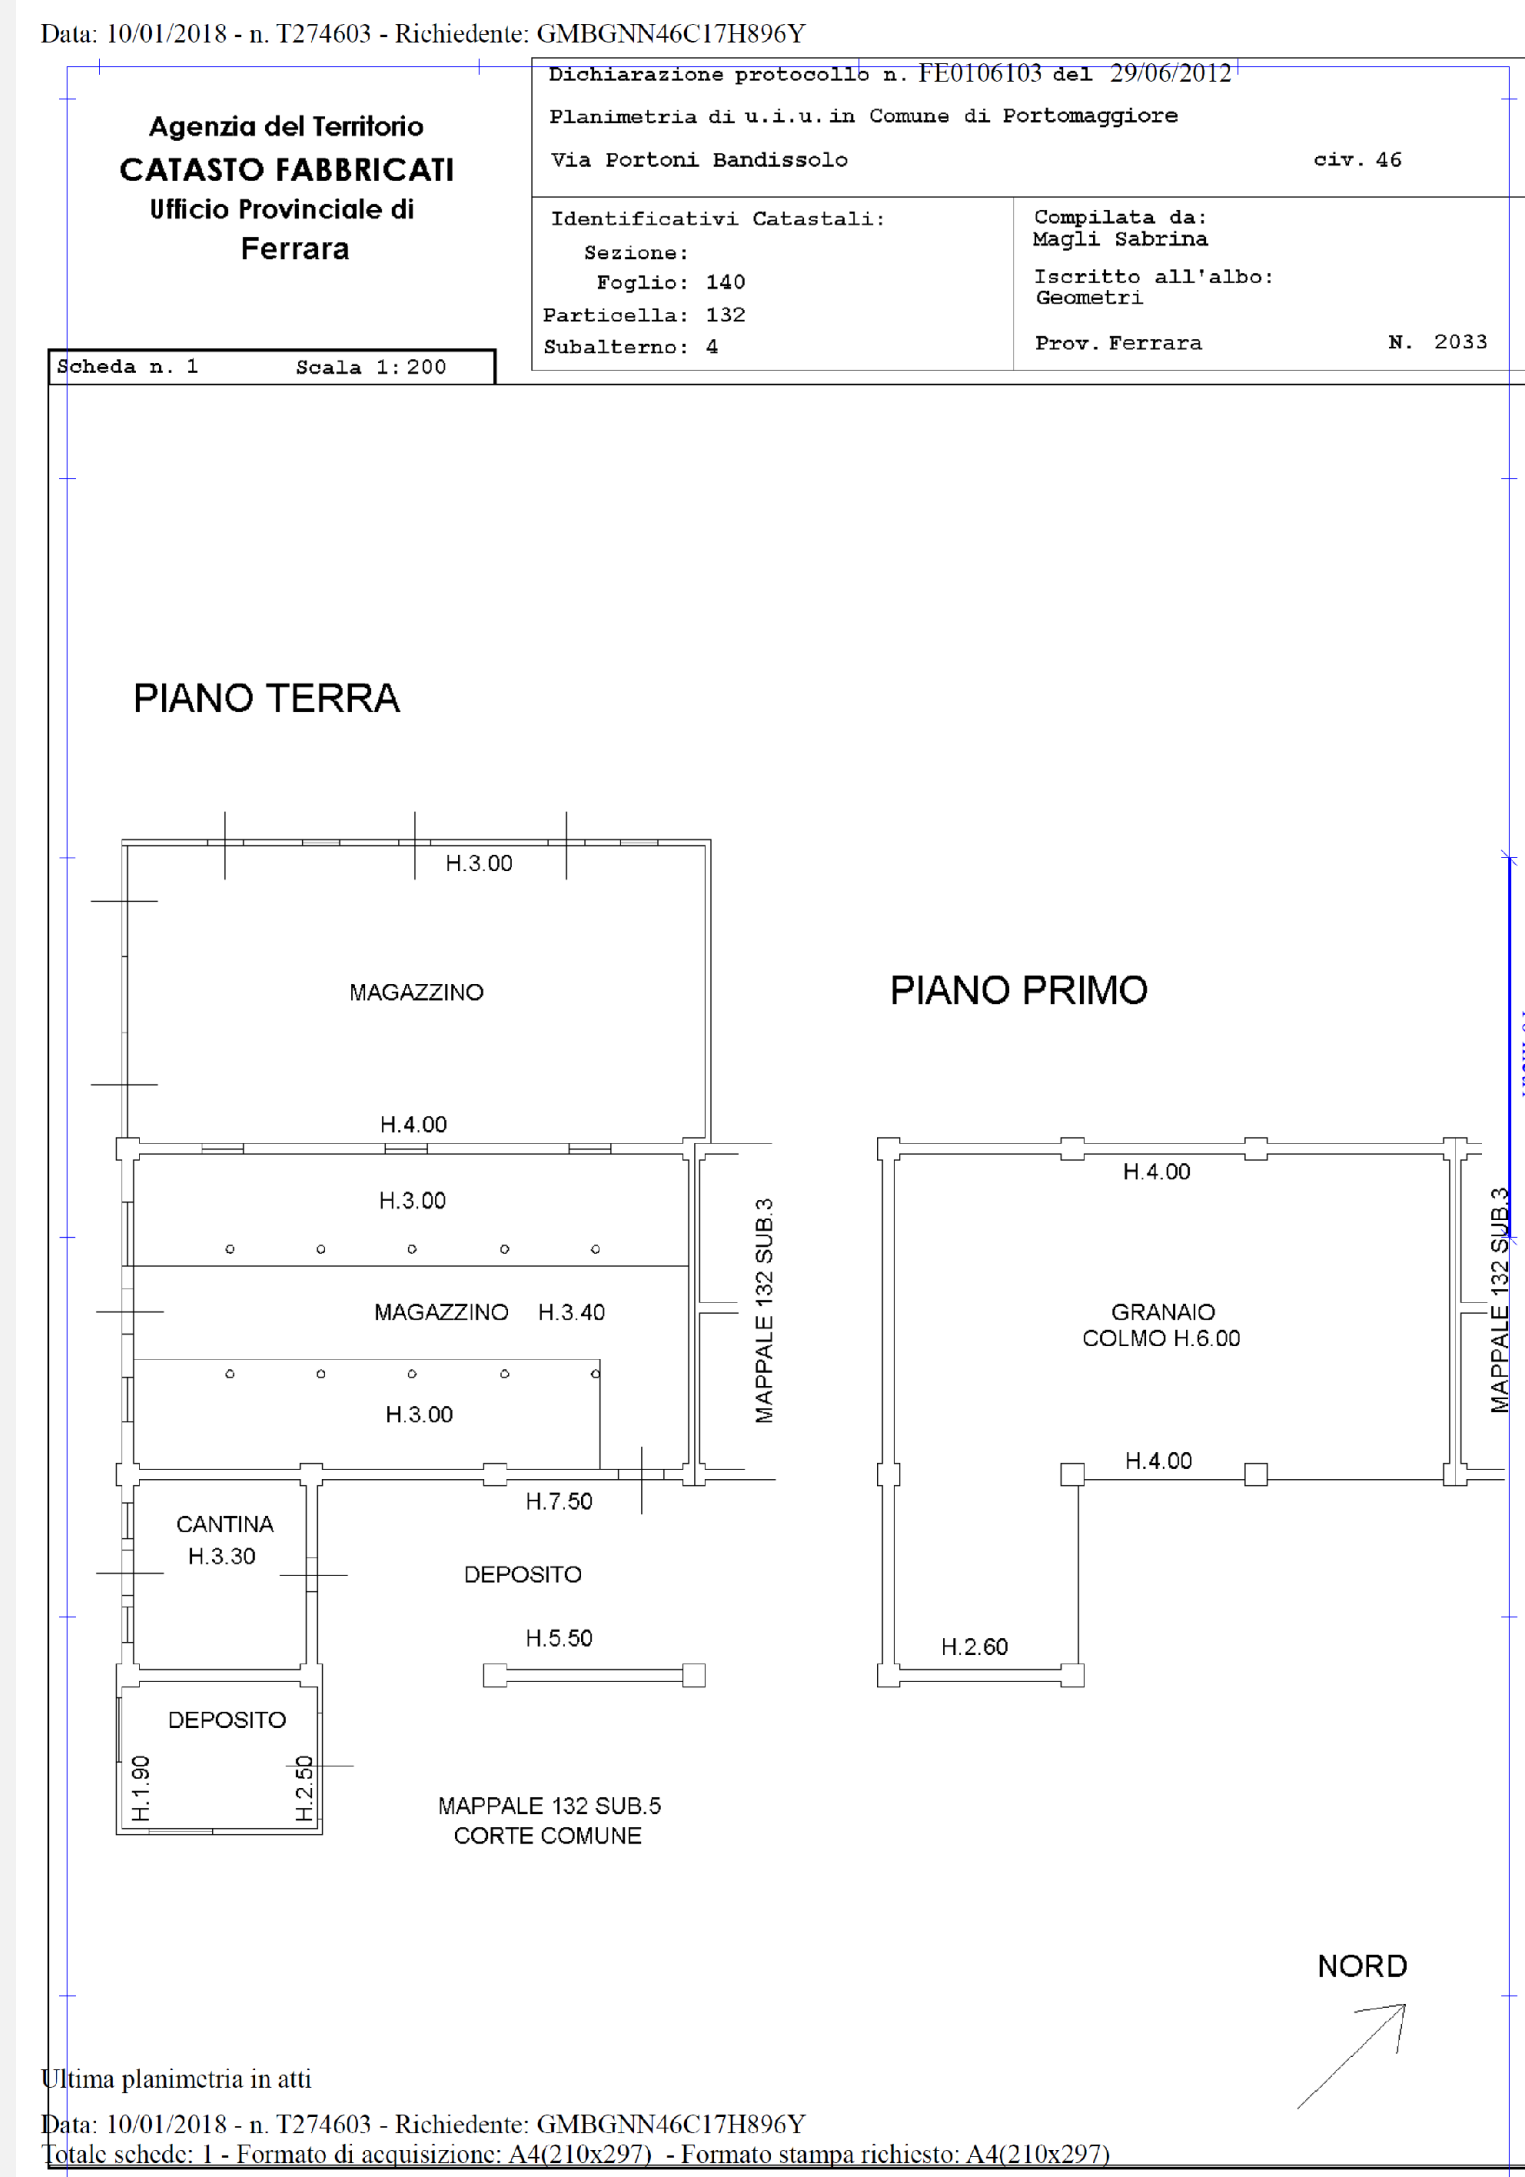 Data: 10/01/2018 - n. T274603 - Richiedente: GMBGNN46C17H896Y
Agenzia del Territorio
CATASTO FABBRICATI
Ufficio Provinciale di
Ferrara
Dichiarazione protocollo n. FE0106103 del 29/06/2012
Planimetria di u.i.u. in Comune di Portomaggiore
Via Portoni Bandissolo civ. 46
Identificativi Catastali:
Sezione:
Foglio: 140
Particella: 132
Subalterno: 4
Compilata da:
Magli Sabrina
Iscritto all'albo:
Geometri
Prov. Ferrara N. 2033
Scheda n. 1 Scala 1:200
PIANO TERRA
H.3.00
MAGAZZINO
H.4.00
H.3.00
MAGAZZINO H.3.40
H.3.00
MAPPALE 132 SUB.3
CANTINA
H.3.30
H.7.50
DEPOSITO
H.5.50
DEPOSITO
H.1.90
H.2.50
MAPPALE 132 SUB.5
CORTE COMUNE
PIANO PRIMO
H.4.00
GRANAIO
COLMO H.6.00
H.4.00
H.2.60
MAPPALE 132 SUB.3
NORD
Ultima planimetria in atti
Data: 10/01/2018 - n. T274603 - Richiedente: GMBGNN46C17H896Y
Totale schede: 1 - Formato di acquisizione: A4(210x297) - Formato stampa richiesto: A4(210x297)